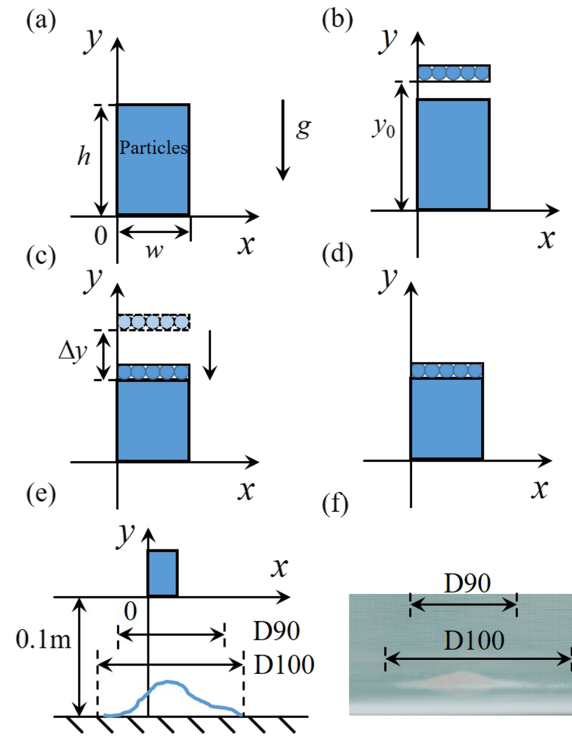 (a)
y
h
Particles
g
0
w
x
(b)
y
y₀
x
(c)
y
Δy
x
(d)
y
x
(e)
y
x
0
0.1m
D90
D100
(f)
D90
D100